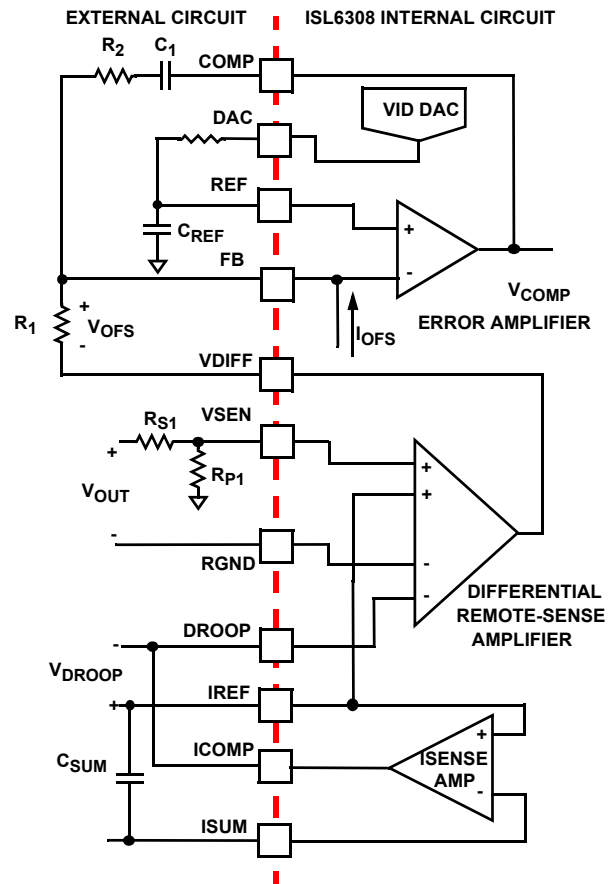 EXTERNAL CIRCUIT
ISL6308 INTERNAL CIRCUIT
R2
C1
COMP
VID DAC
DAC
REF
CREF
+
-
FB
VCOMP
ERROR AMPLIFIER
IOFS
R1
+
VOFS
-
VDIFF
RS1
VSEN
+
RP1
VOUT
+
+
-
RGND
-
-
DIFFERENTIAL
REMOTE-SENSE
AMPLIFIER
DROOP
-
VDROOP
+
IREF
ICOMP
+
ISENSE
AMP
-
CSUM
ISUM